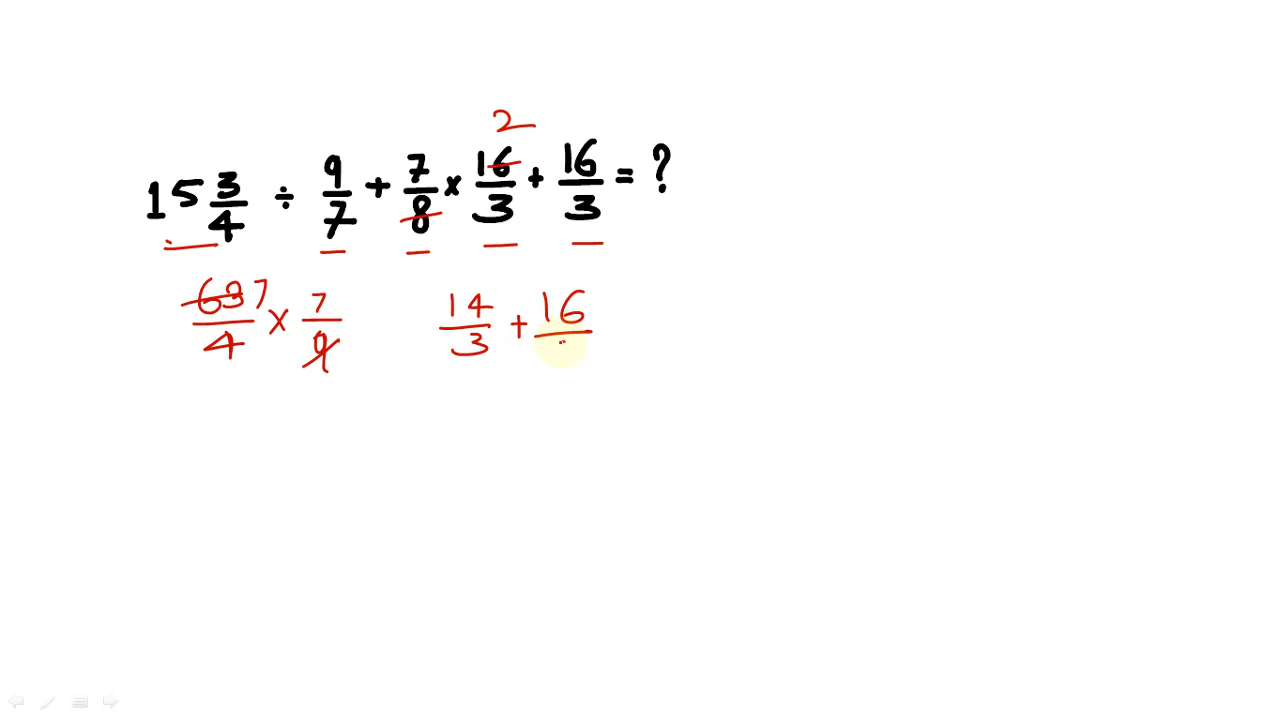 2
15 3/4 ÷ 9/7 + 7/8 × 16/3 + 16/3 = ?
63/4 7 × 7/9 14/3 + 16/